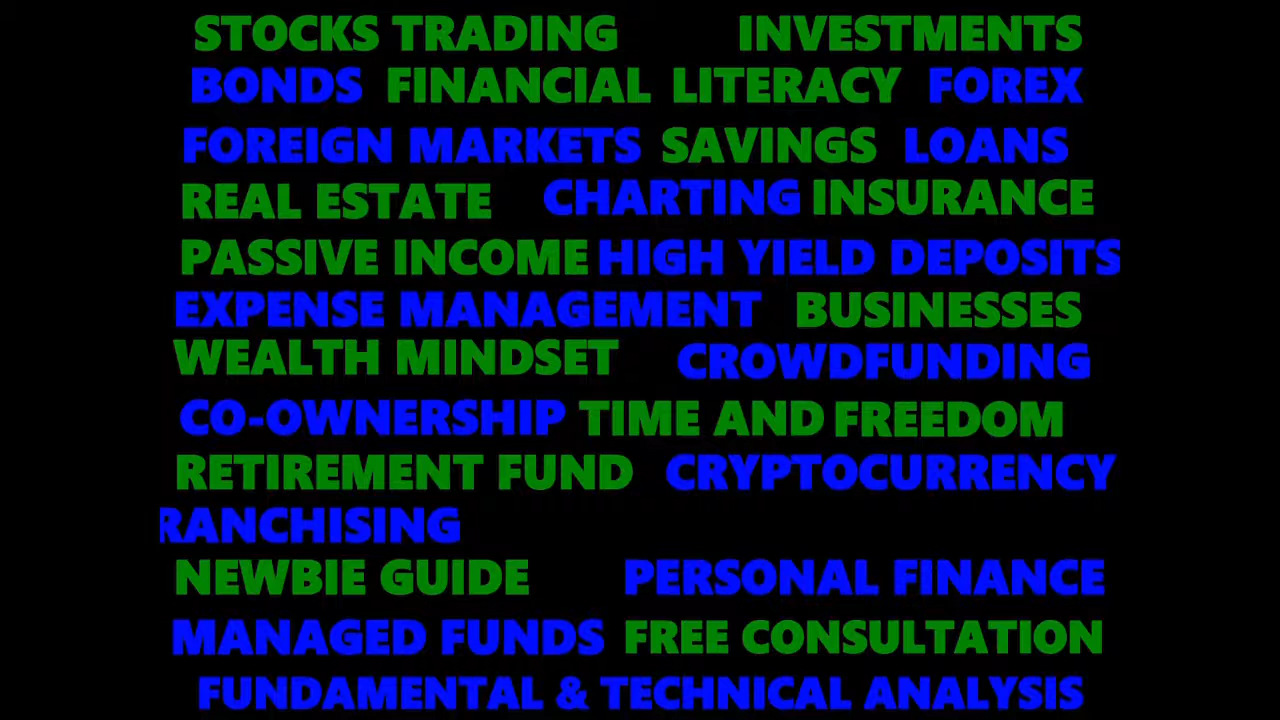 STOCKS TRADING INVESTMENTS
BONDS FINANCIAL LITERACY FOREX
FOREIGN MARKETS SAVINGS LOANS
REAL ESTATE CHARTING INSURANCE
PASSIVE INCOME HIGH YIELD DEPOSITS
EXPENSE MANAGEMENT BUSINESSES
WEALTH MINDSET CROWDFUNDING
CO-OWNERSHIP TIME AND FREEDOM
RETIREMENT FUND CRYPTOCURRENCY
RANCHISING
NEWBIE GUIDE PERSONAL FINANCE
MANAGED FUNDS FREE CONSULTATION
FUNDAMENTAL & TECHNICAL ANALYSIS